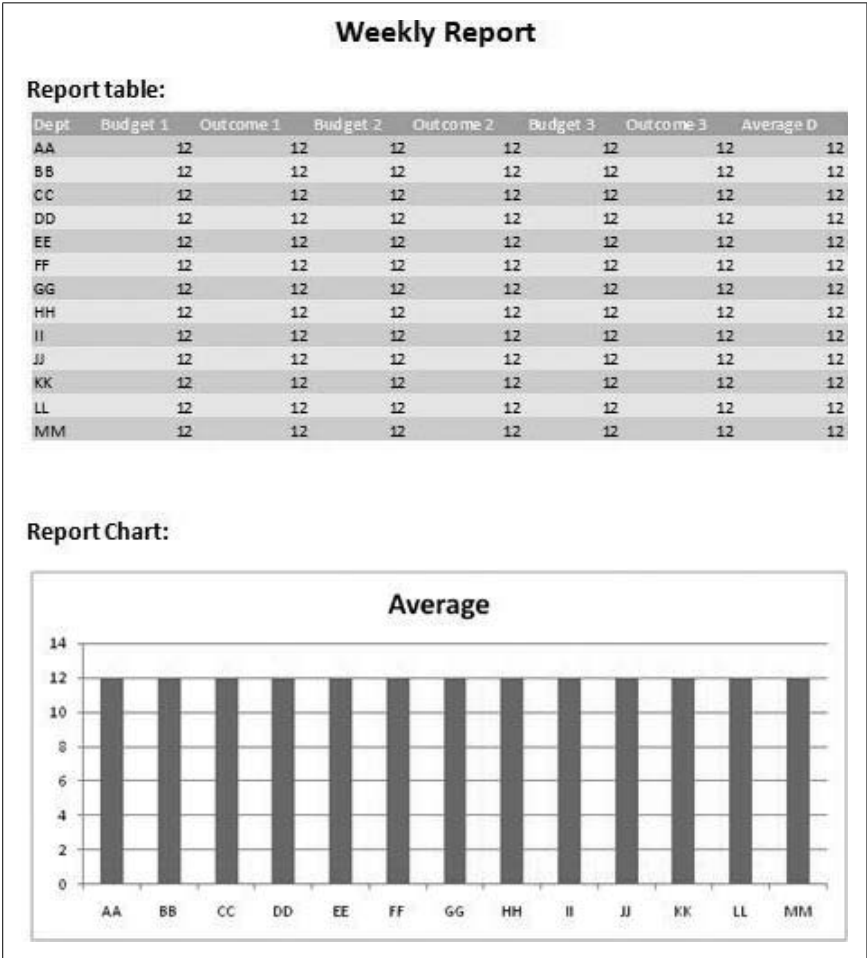 Weekly Report
Report table:
Dept Budget 1 Outcome 1 Budget 2 Outcome 2 Budget 3 Outcome 3 Average D
AA 12 12 12 12 12 12 12
BB 12 12 12 12 12 12 12
CC 12 12 12 12 12 12 12
DD 12 12 12 12 12 12 12
EE 12 12 12 12 12 12 12
FF 12 12 12 12 12 12 12
GG 12 12 12 12 12 12 12
HH 12 12 12 12 12 12 12
II 12 12 12 12 12 12 12
JJ 12 12 12 12 12 12 12
KK 12 12 12 12 12 12 12
LL 12 12 12 12 12 12 12
MM 12 12 12 12 12 12 12
Report Chart:
Average
14
12
10
8
6
4
2
0
AA BB CC DD EE FF GG HH II JJ KK LL MM